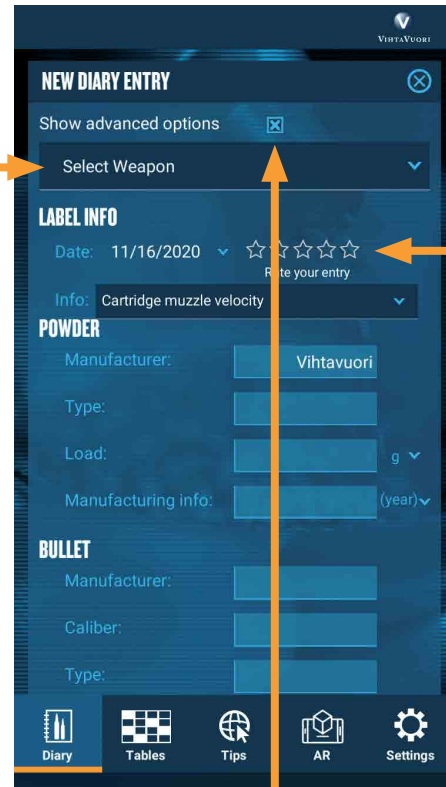 VIHTAVUORI
NEW DIARY ENTRY
Show advanced options
Select Weapon
LABEL INFO
Date: 11/16/2020
Rate your entry
Info: Cartridge muzzle velocity
POWDER
Manufacturer: Vihtavuori
Type:
Load: g
Manufacturing info: (year)
BULLET
Manufacturer:
Caliber:
Type:
Diary Tables Tips AR Settings